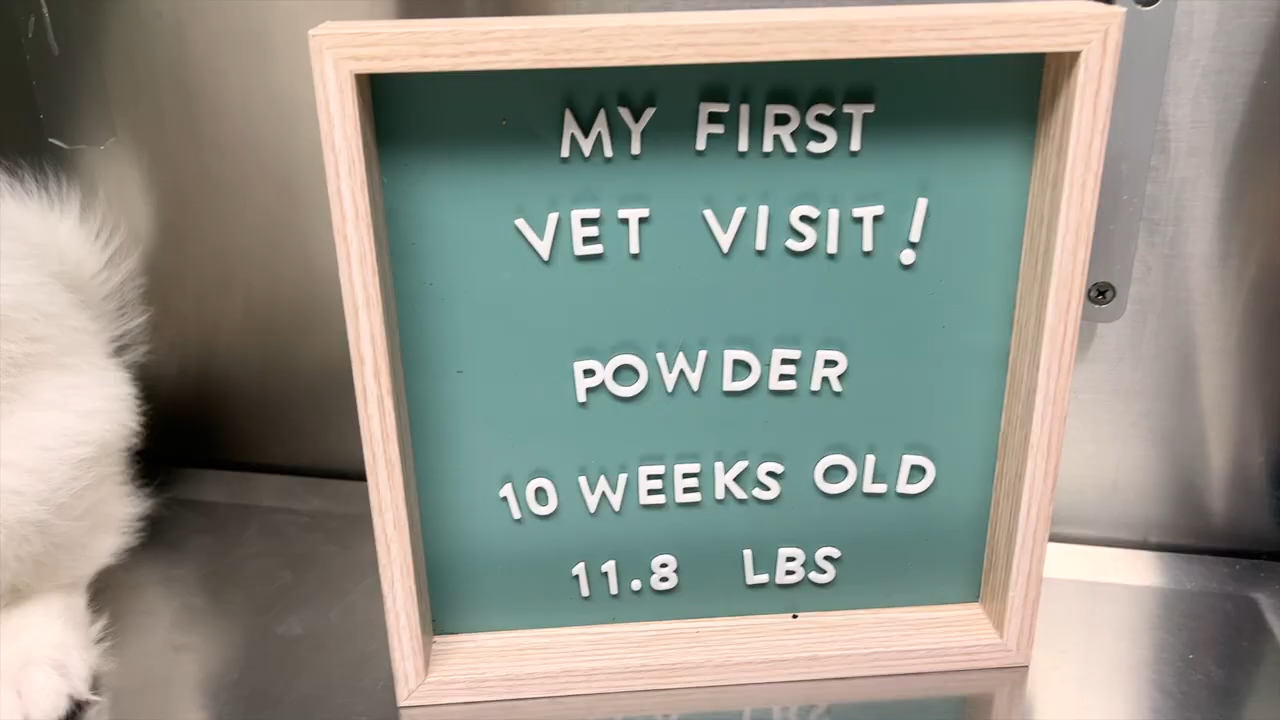 MY FIRST
VET VISIT!
POWDER
10 WEEKS OLD
11.8 LBS